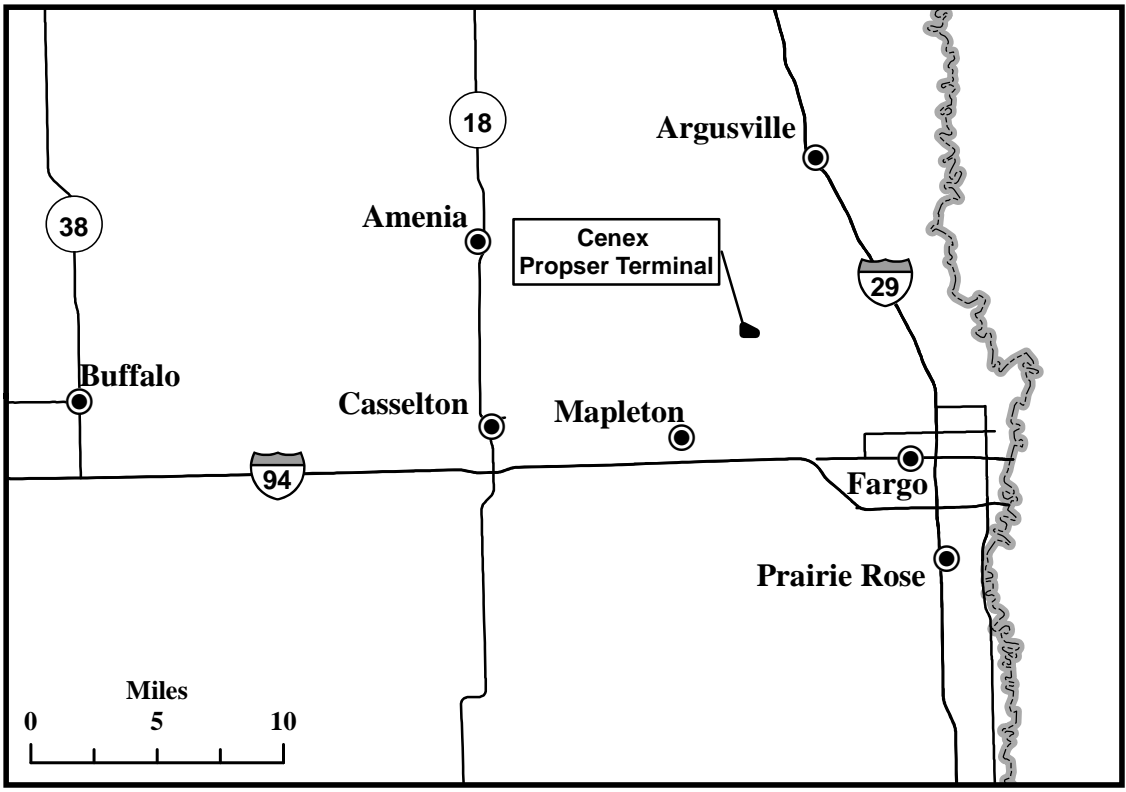 18
Argusville
38
Amenia
Cenex
Propser Terminal
29
Buffalo
Casselton
Mapleton
94
Fargo
Prairie Rose
Miles
0 5 10